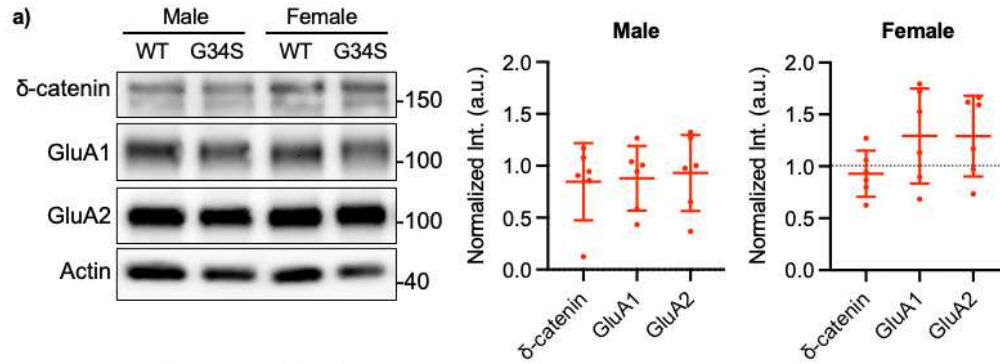 a)
Male Female
WT G34S WT G34S
δ-catenin
-150
GluA1
-100
GluA2
-100
Actin
-40
Male
Normalized Int. (a.u.)
2.0
1.5
1.0
0.5
0.0
δ-catenin
GluA1
GluA2
Female
Normalized Int. (a.u.)
2.0
1.5
1.0
0.5
0.0
δ-catenin
GluA1
GluA2